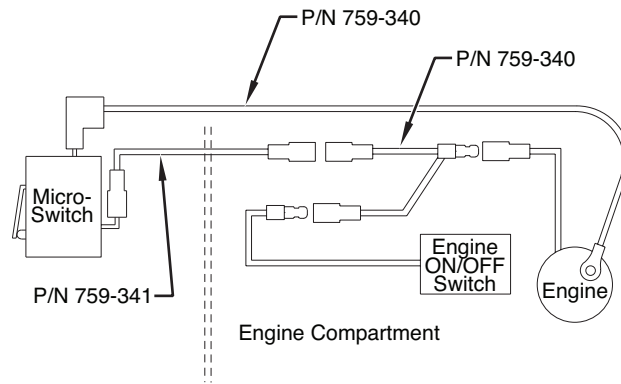 P/N 759-340
P/N 759-340
Micro-
Switch
P/N 759-341
Engine
ON/OFF
Switch
Engine
Engine Compartment